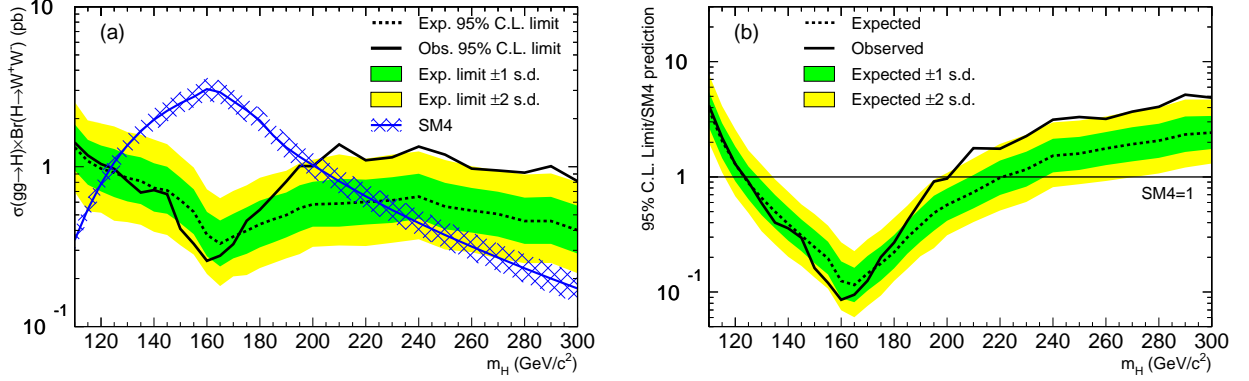 σ(gg→H)×Br(H→W⁺W⁻) (pb)
(a)
Exp. 95% C.L. limit
Obs. 95% C.L. limit
Exp. limit ±1 s.d.
Exp. limit ±2 s.d.
SM4
10
1
10⁻¹
120 140 160 180 200 220 240 260 280 300
m_H (GeV/c²)
95% C.L. Limit/SM4 prediction
(b)
Expected
Observed
Expected ±1 s.d.
Expected ±2 s.d.
10
1
10⁻¹
SM4=1
120 140 160 180 200 220 240 260 280 300
m_H (GeV/c²)